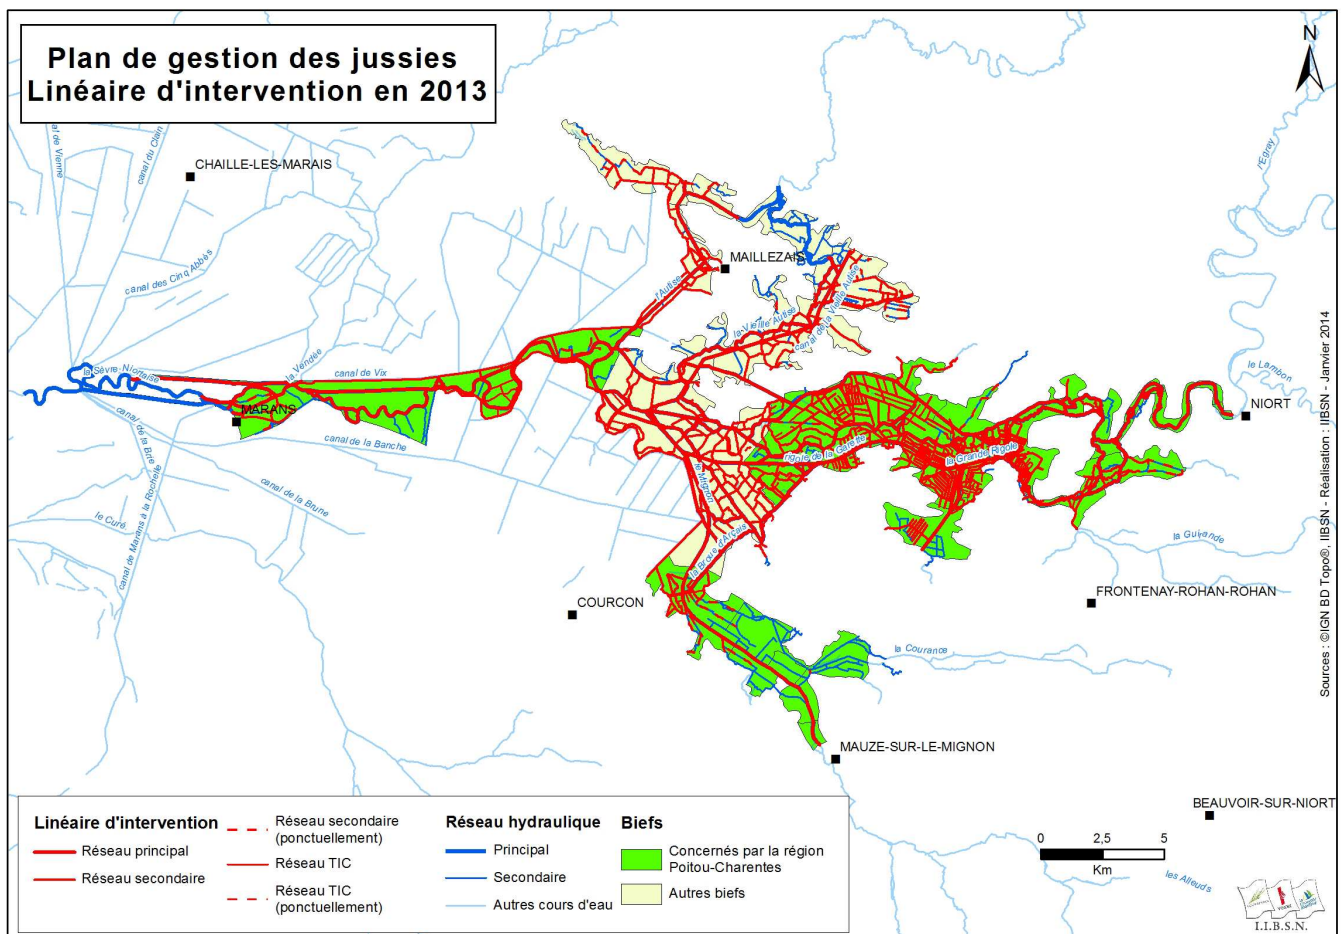 Plan de gestion des jussies
Linéaire d'intervention en 2013
N
CHAILLE-LES-MARAIS
canal du Clain
canal des Cinq Abbés
l'Egray
MAILLEZAIS
l'Autise
la Vieille Autise
canal de la Vieille Autise
la Vendée
la Sèvre Niortaise
canal de Vix
MARANS
canal de la Banche
canal de la Brie
canal de la Brune
le Curé
canal de Marans à la Rochelle
le Lambon
NIORT
rigole de la Garette
la Grande Rigole
le Mignon
la Broue d'Arçais
la Guirande
COURCON
FRONTENAY-ROHAN-ROHAN
la Courance
MAUZE-SUR-LE-MIGNON
BEAUVOIR-SUR-NIORT
les Alleuds
Sources : ©IGN BD Topo®, IIBSN - Réalisation : IIBSN - Janvier 2014
Linéaire d'intervention
Réseau principal
Réseau secondaire
Réseau secondaire
(ponctuellement)
Réseau TIC
Réseau TIC
(ponctuellement)
Réseau hydraulique
Principal
Secondaire
Autres cours d'eau
Biefs
Concernés par la région
Poitou-Charentes
Autres biefs
0 2,5 5
Km
I.I.B.S.N.